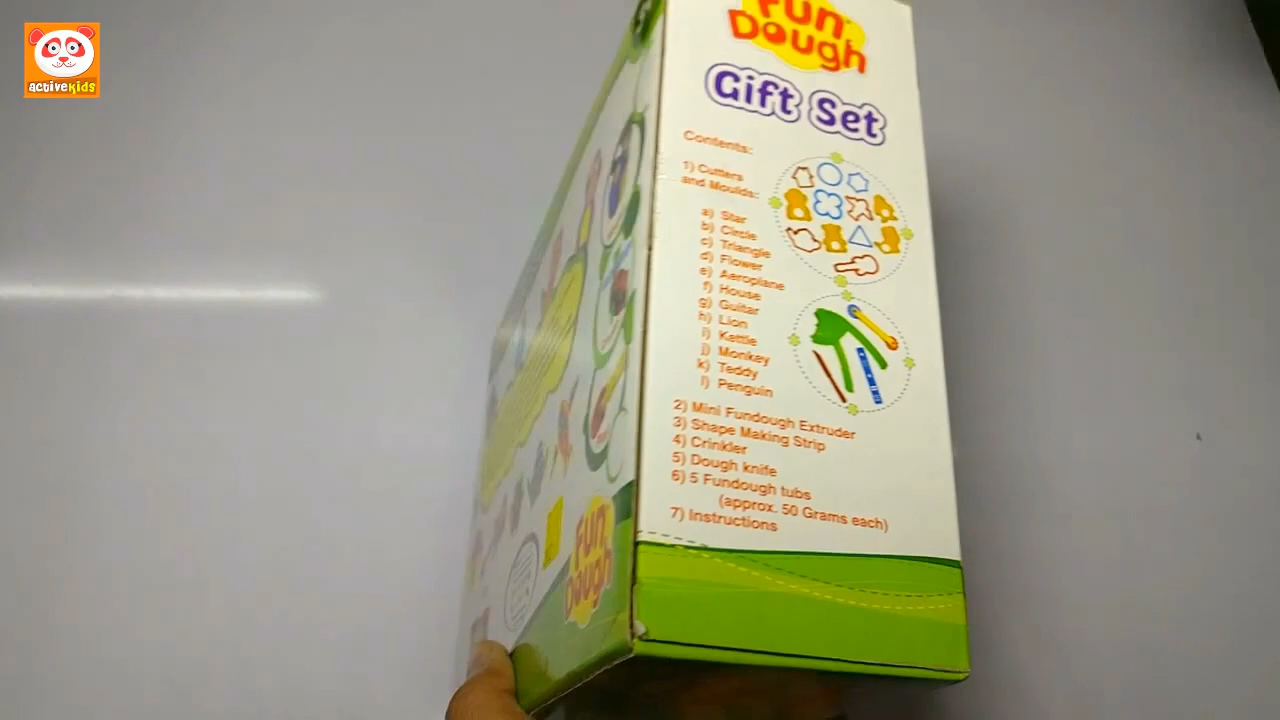 activekids
Fun
Dough
Gift Set
Contents:
1) Cutters
and Moulds:
a) Star
b) Circle
c) Triangle
d) Flower
e) Aeroplane
f) House
g) Guitar
h) Lion
i) Kettle
j) Monkey
k) Teddy
l) Penguin
2) Mini Fundough Extruder
3) Shape Making Strip
4) Crinkler
5) Dough knife
6) 5 Fundough tubs
(approx. 50 Grams each)
7) Instructions
Fun
Dough